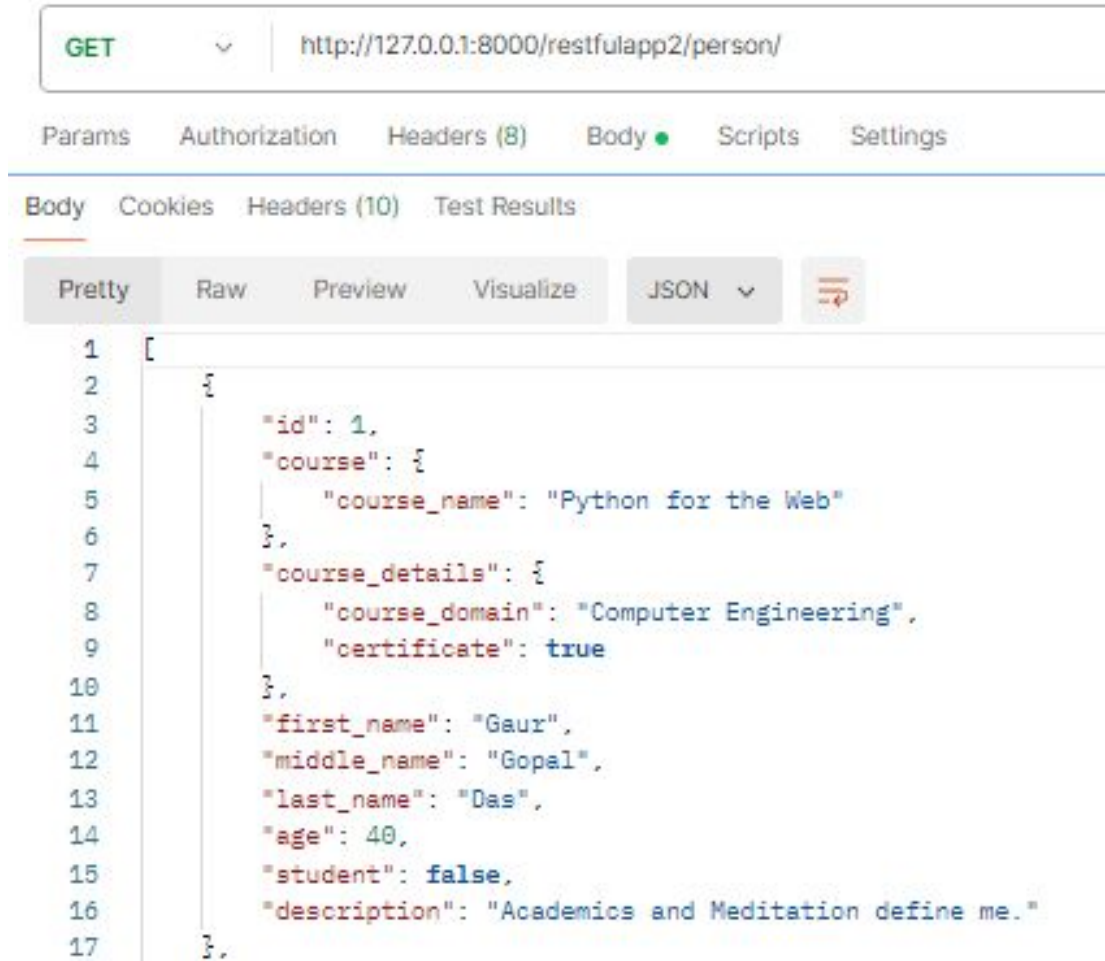 GET http://127.0.0.1:8000/restfulapp2/person/
Params Authorization Headers (8) Body Scripts Settings
Body Cookies Headers (10) Test Results
Pretty Raw Preview Visualize JSON
1 [
2 {
3 "id": 1,
4 "course": {
5 "course_name": "Python for the Web"
6 },
7 "course_details": {
8 "course_domain": "Computer Engineering",
9 "certificate": true
10 },
11 "first_name": "Gaur",
12 "middle_name": "Gopal",
13 "last_name": "Das",
14 "age": 40,
15 "student": false,
16 "description": "Academics and Meditation define me."
17 },